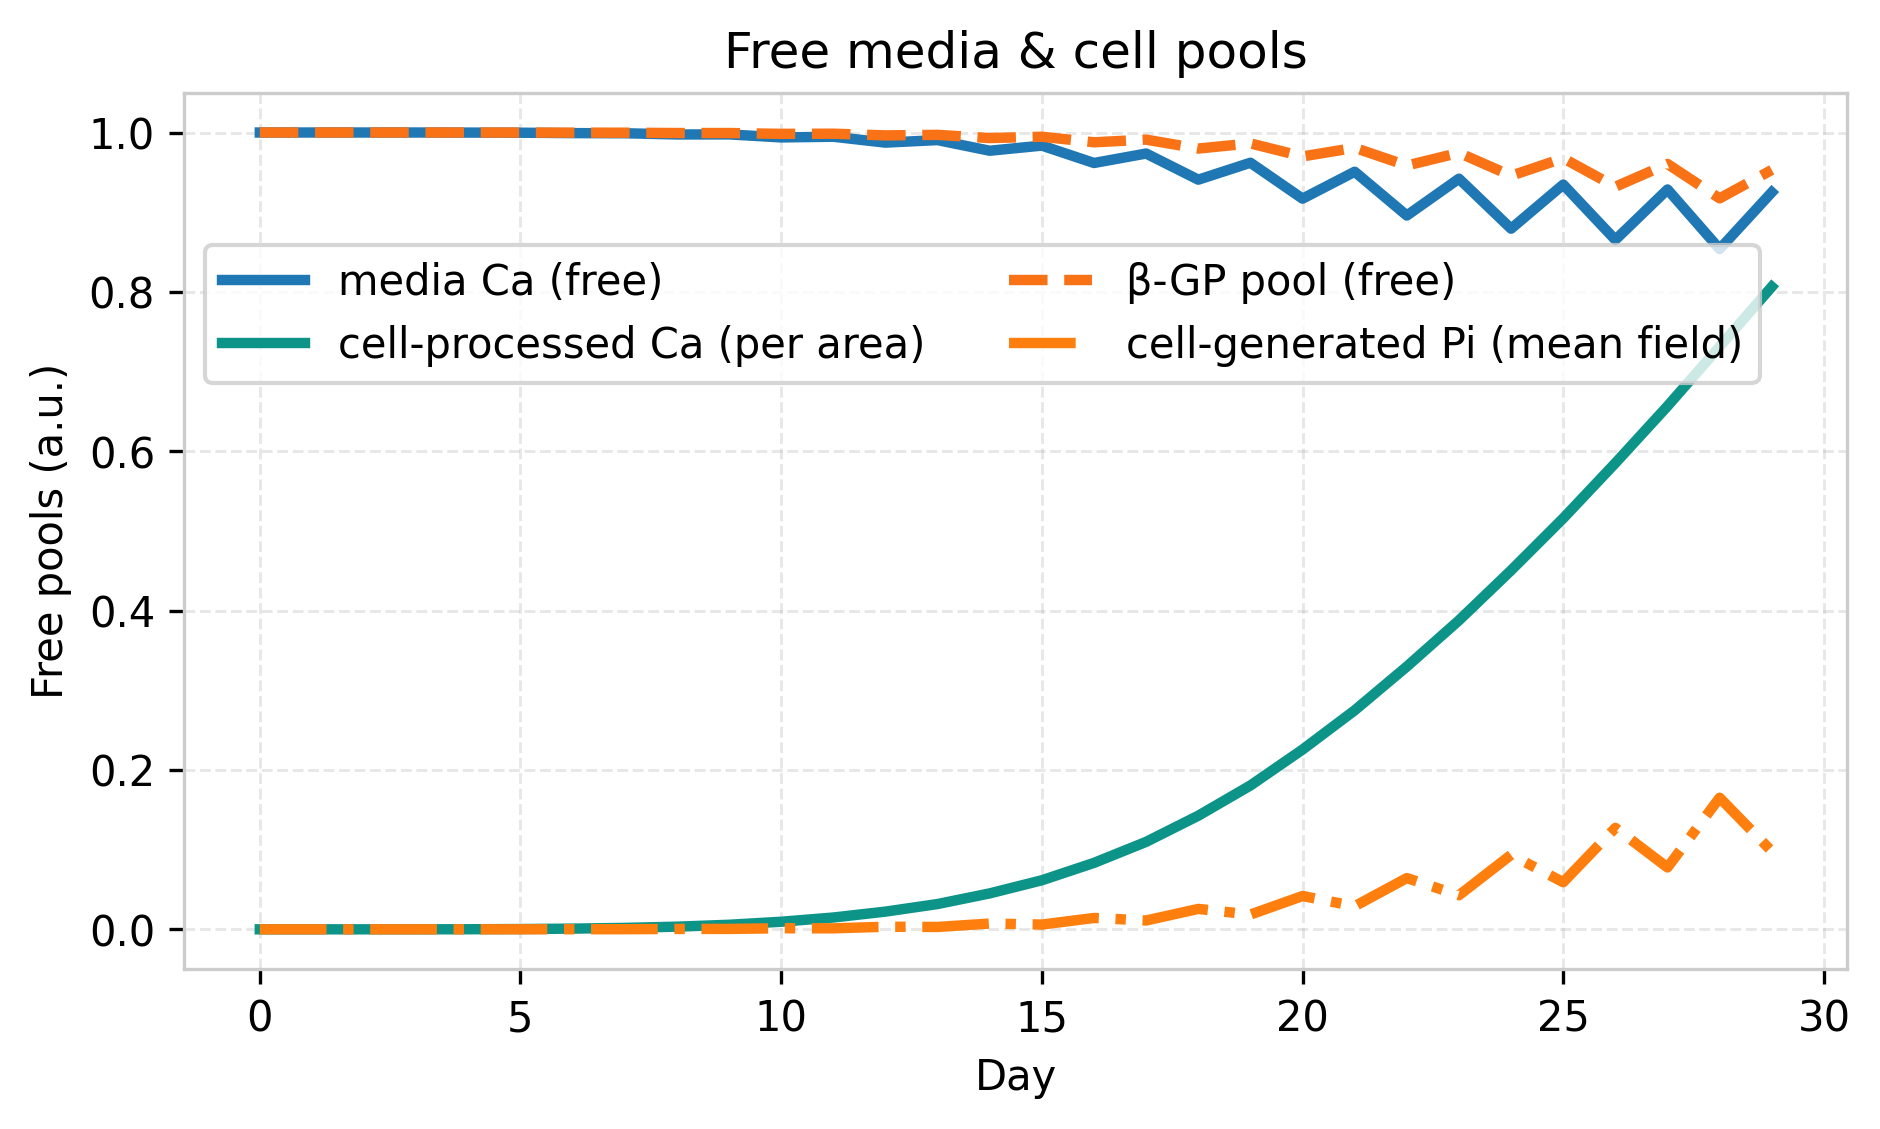 Free media & cell pools
Free pools (a.u.)
1.0
0.8
0.6
0.4
0.2
0.0
media Ca (free)
cell-processed Ca (per area)
β-GP pool (free)
cell-generated Pi (mean field)
0 5 10 15 20 25 30
Day